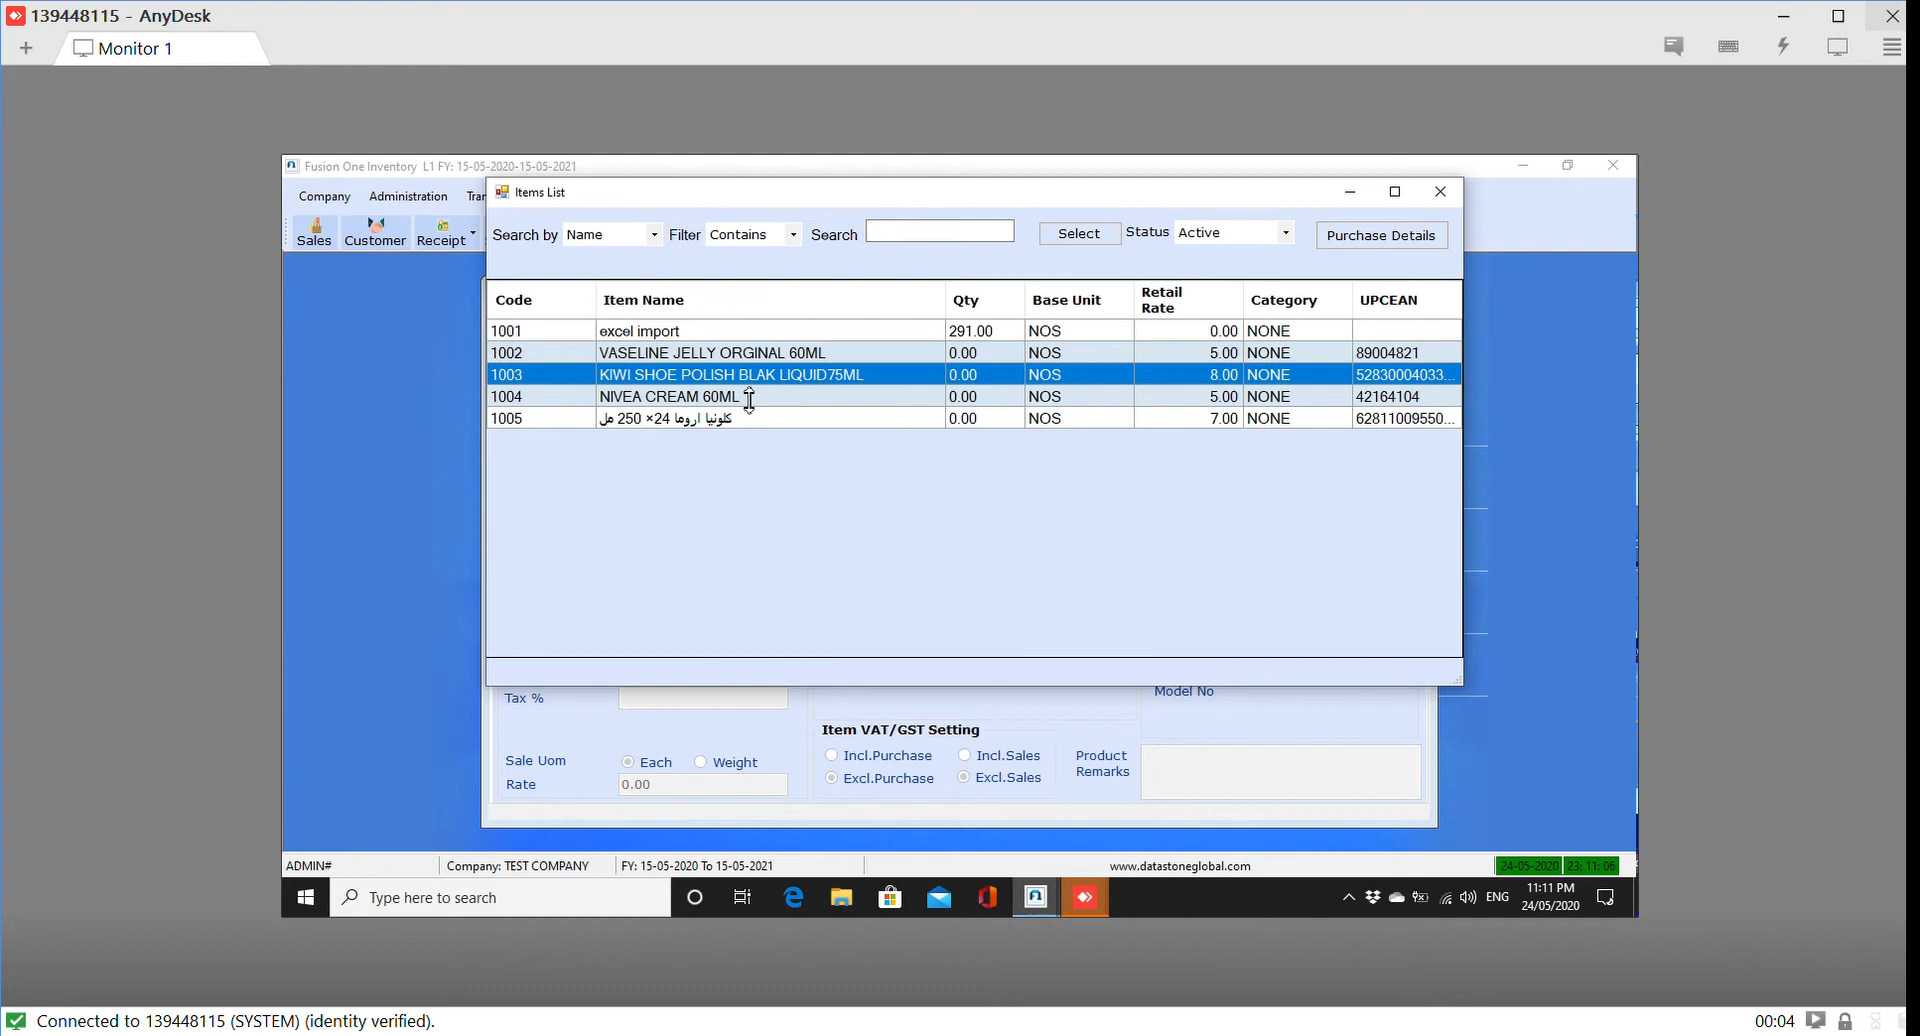 139448115 - AnyDesk
Monitor 1
Fusion One Inventory L1 FY: 15-05-2020-15-05-2021
Company Administration Tra
Items List
Sales Customer Receipt
Search by Name Filter Contains Search Select Status Active Purchase Details
Code Item Name Qty Base Unit Retail Rate Category UPCEAN
1001 excel import 291.00 NOS 0.00 NONE
1002 VASELINE JELLY ORGINAL 60ML 0.00 NOS 5.00 NONE 89004821
1003 KIWI SHOE POLISH BLAK LIQUID75ML 0.00 NOS 8.00 NONE 52830004033...
1004 NIVEA CREAM 60ML 0.00 NOS 5.00 NONE 42164104
1005 كلونيا اروما 24× 250 مل 0.00 NOS 7.00 NONE 62811009550...
Tax % Model No
Item VAT/GST Setting
Sale Uom Each Weight Incl.Purchase Incl.Sales Product Remarks
Rate 0.00 Excl.Purchase Excl.Sales
ADMIN# Company: TEST COMPANY FY: 15-05-2020 To 15-05-2021 www.datastoneglobal.com 24-05-2020 23: 11: 06
Type here to search ENG 11:11 PM
24/05/2020
Connected to 139448115 (SYSTEM) (identity verified). 00:04